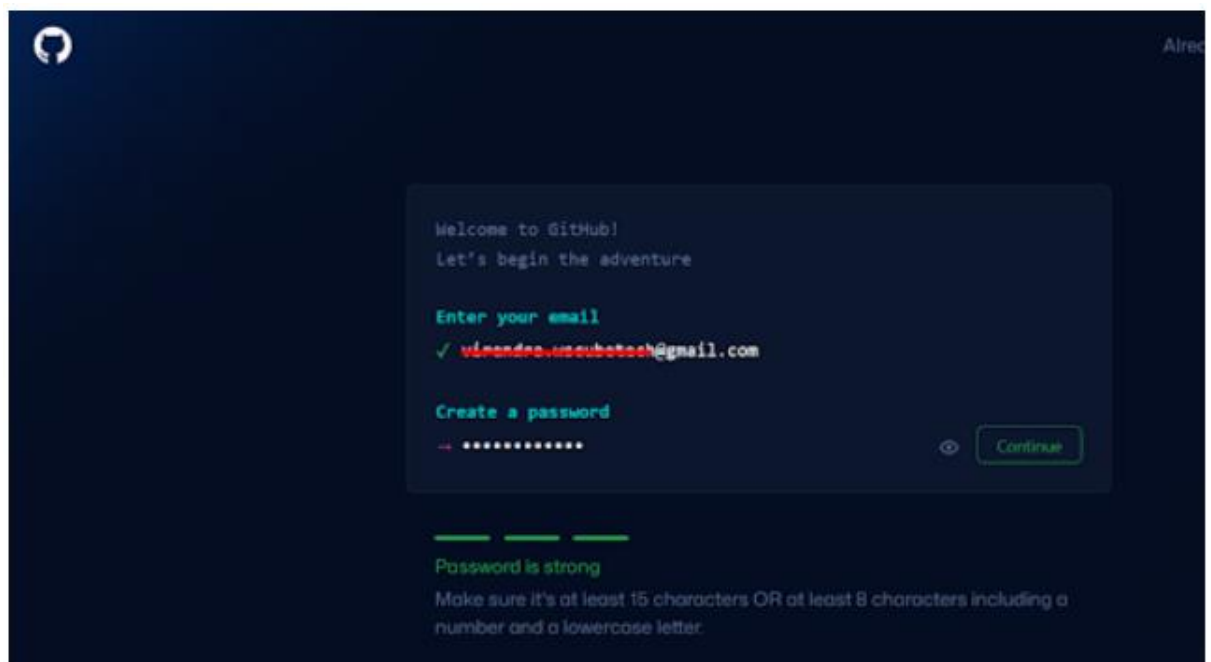 Welcome to GitHub!
Let's begin the adventure
Enter your email
✓ @gmail.com
Create a password
→ ••••••••••••
Continue
Password is strong
Make sure it's at least 15 characters OR at least 8 characters including a
number and a lowercase letter.